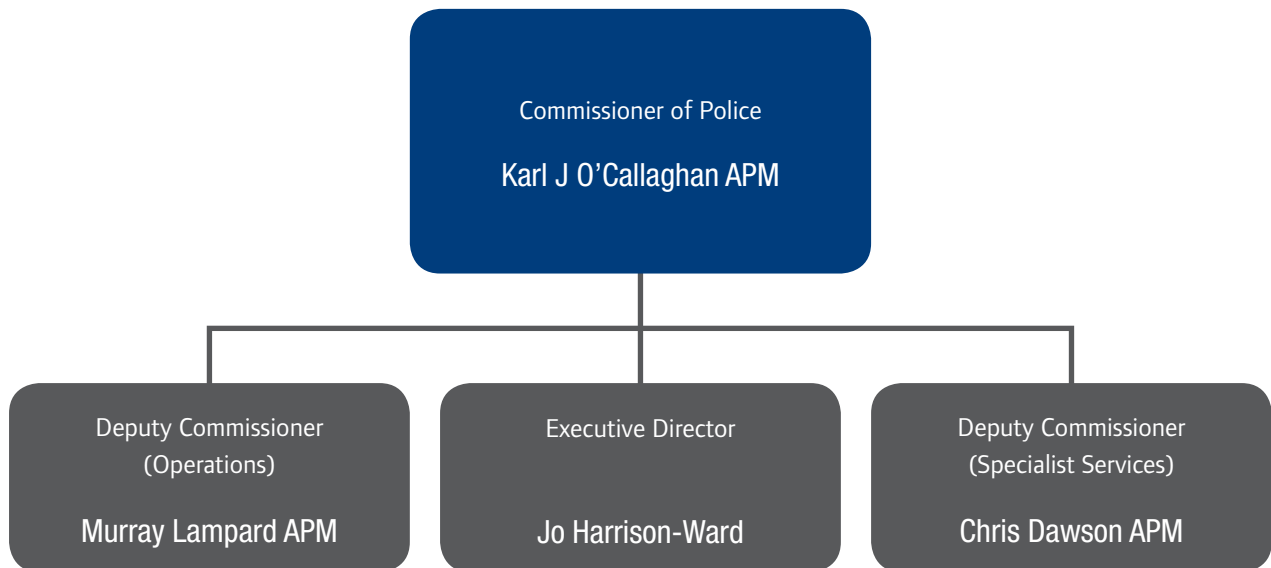 Commissioner of Police
Karl J O’Callaghan APM
Deputy Commissioner
(Operations)
Murray Lampard APM
Executive Director
Jo Harrison-Ward
Deputy Commissioner
(Specialist Services)
Chris Dawson APM